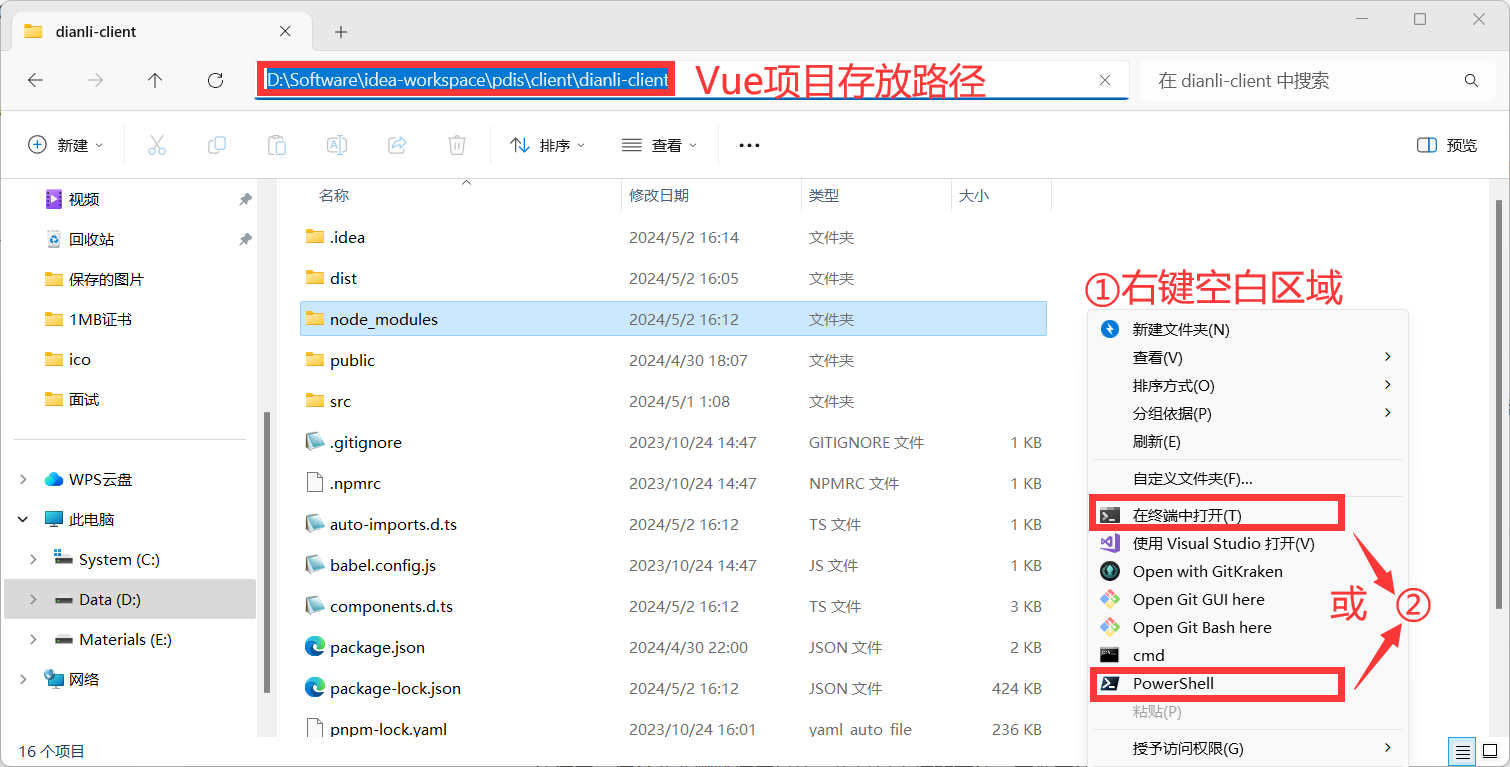 dianli-client
D:\Software\idea-workspace\pdis\client\dianli-client
Vue项目存放路径
在 dianli-client 中搜索
新建
排序
查看
预览
视频
回收站
保存的图片
1MB证书
ico
面试
WPS云盘
此电脑
System (C:)
Data (D:)
Materials (E:)
网络
名称 修改日期 类型 大小
.idea 2024/5/2 16:14 文件夹
dist 2024/5/2 16:05 文件夹
node_modules 2024/5/2 16:12 文件夹
public 2024/4/30 18:07 文件夹
src 2024/5/1 1:08 文件夹
.gitignore 2023/10/24 14:47 GITIGNORE 文件 1 KB
.npmrc 2023/10/24 14:47 NPMRC 文件 1 KB
auto-imports.d.ts 2024/5/2 16:12 TS 文件 1 KB
babel.config.js 2023/10/24 14:47 JS 文件 1 KB
components.d.ts 2024/5/2 16:12 TS 文件 3 KB
package.json 2024/4/30 22:00 JSON 文件 2 KB
package-lock.json 2024/5/2 16:12 JSON 文件 424 KB
pnpm-lock.yaml 2023/10/24 16:01 yaml_auto_file 236 KB
①右键空白区域
新建文件夹(N)
查看(V)
排序方式(O)
分组依据(P)
刷新(E)
自定义文件夹(F)...
在终端中打开(T)
使用 Visual Studio 打开(V)
Open with GitKraken
Open Git GUI here
Open Git Bash here
cmd
PowerShell
粘贴(P)
授予访问权限(G)
或 ②
16 个项目